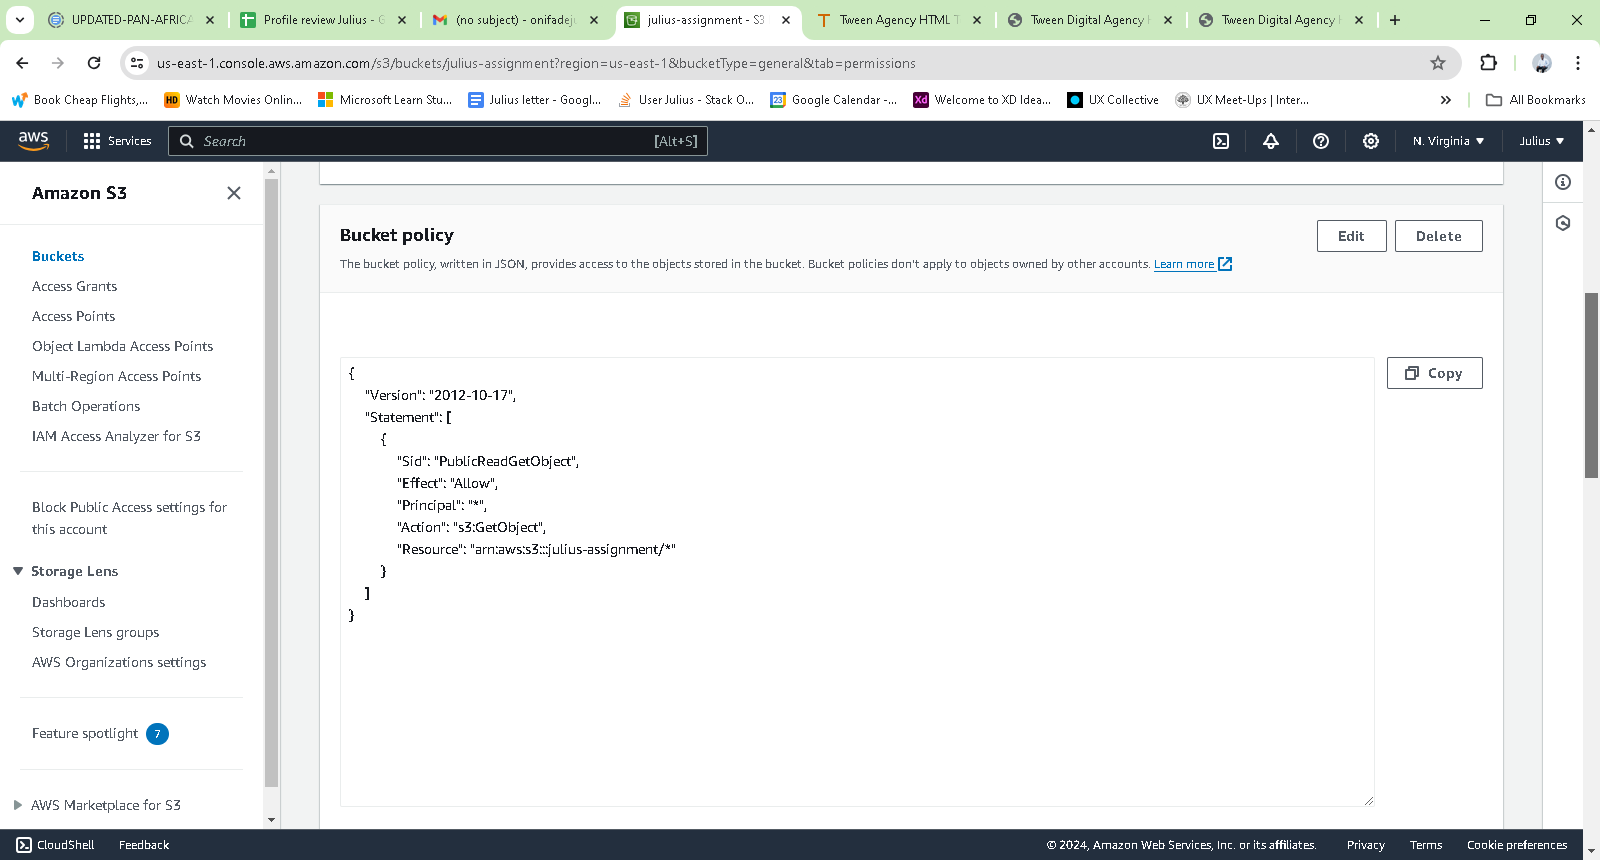 UPDATED-PAN-AFRICA
Profile review Julius - G
(no subject) - onifadeju
julius-assignment - S3
Tween Agency HTML T
Tween Digital Agency H
Tween Digital Agency H
us-east-1.console.aws.amazon.com/s3/buckets/julius-assignment?region=us-east-1&bucketType=general&tab=permissions
Book Cheap Flights,...
HD Watch Movies Onlin...
Microsoft Learn Stu...
Julius letter - Googl...
User Julius - Stack O...
23 Google Calendar -...
Xd Welcome to XD Idea...
UX Collective
UX Meet-Ups | Inter...
All Bookmarks
aws
Services
Search [Alt+S]
N. Virginia
Julius
Amazon S3
Buckets
Access Grants
Access Points
Object Lambda Access Points
Multi-Region Access Points
Batch Operations
IAM Access Analyzer for S3
Block Public Access settings for
this account
Storage Lens
Dashboards
Storage Lens groups
AWS Organizations settings
Feature spotlight 7
AWS Marketplace for S3
Bucket policy
Edit
Delete
The bucket policy, written in JSON, provides access to the objects stored in the bucket. Bucket policies don't apply to objects owned by other accounts. Learn more
Copy
{
"Version": "2012-10-17",
"Statement": [
{
"Sid": "PublicReadGetObject",
"Effect": "Allow",
"Principal": "*",
"Action": "s3:GetObject",
"Resource": "arn:aws:s3:::julius-assignment/*"
}
]
}
CloudShell
Feedback
© 2024, Amazon Web Services, Inc. or its affiliates.
Privacy
Terms
Cookie preferences